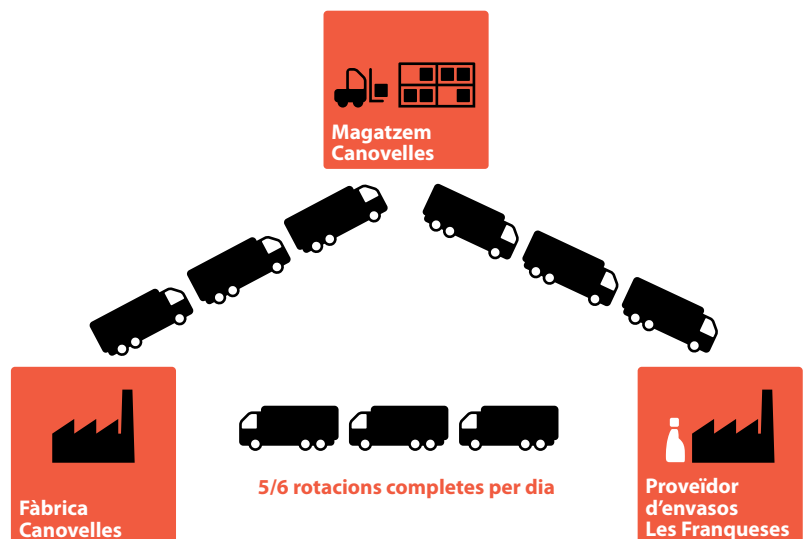 Magatzem
Canovelles
5/6 rotacions completes per dia
Fàbrica
Canovelles
Proveïdor
d'envasos
Les Franqueses